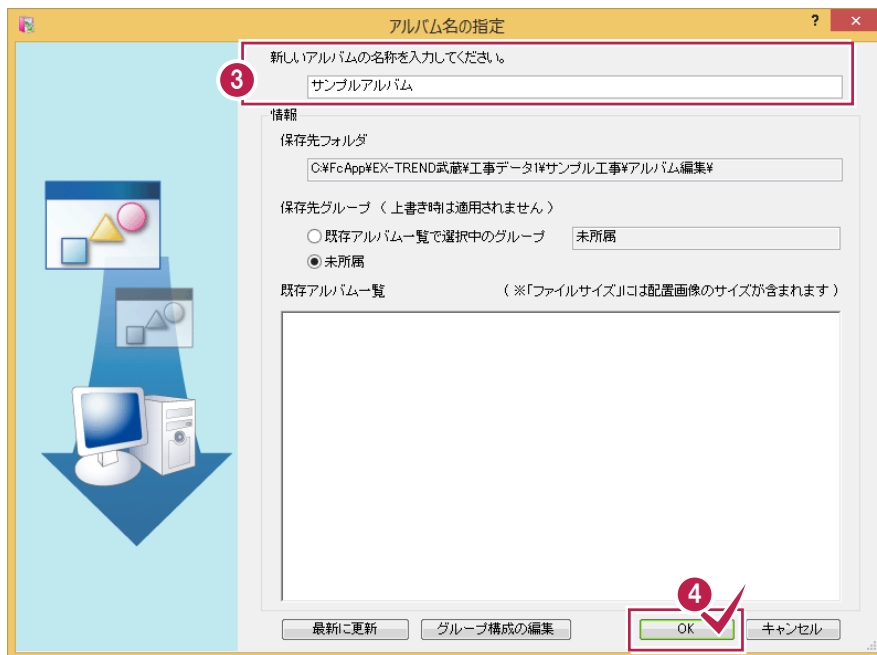 アルバム名の指定
? ×
新しいアルバムの名称を入力してください。
3
サンプルアルバム
情報
保存先フォルダ
C:¥FcApp¥EX-TREND武蔵¥工事データ1¥サンプル工事¥アルバム編集¥
保存先グループ ( 上書き時は適用されません )
既存アルバム一覧で選択中のグループ 未所属
未所属
既存アルバム一覧 ( ※「ファイルサイズ」には配置画像のサイズが含まれます )
4
最新に更新 グループ構成の編集 OK キャンセル